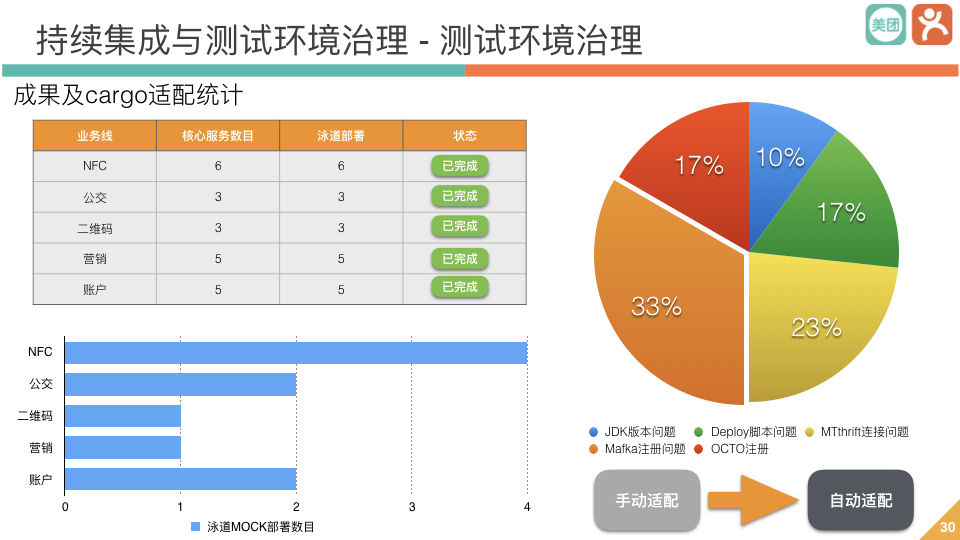 持续集成与测试环境治理 - 测试环境治理
美团
成果及cargo适配统计
业务线 核心服务数目 泳道部署 状态
NFC 6 6 已完成
公交 3 3 已完成
二维码 3 3 已完成
营销 5 5 已完成
账户 5 5 已完成
NFC
公交
二维码
营销
账户
0 1 2 3 4
泳道MOCK部署数目
10%
17%
23%
33%
17%
JDK版本问题 Deploy脚本问题 MTthrift连接问题
Mafka注册问题 OCTO注册
手动适配 自动适配
30